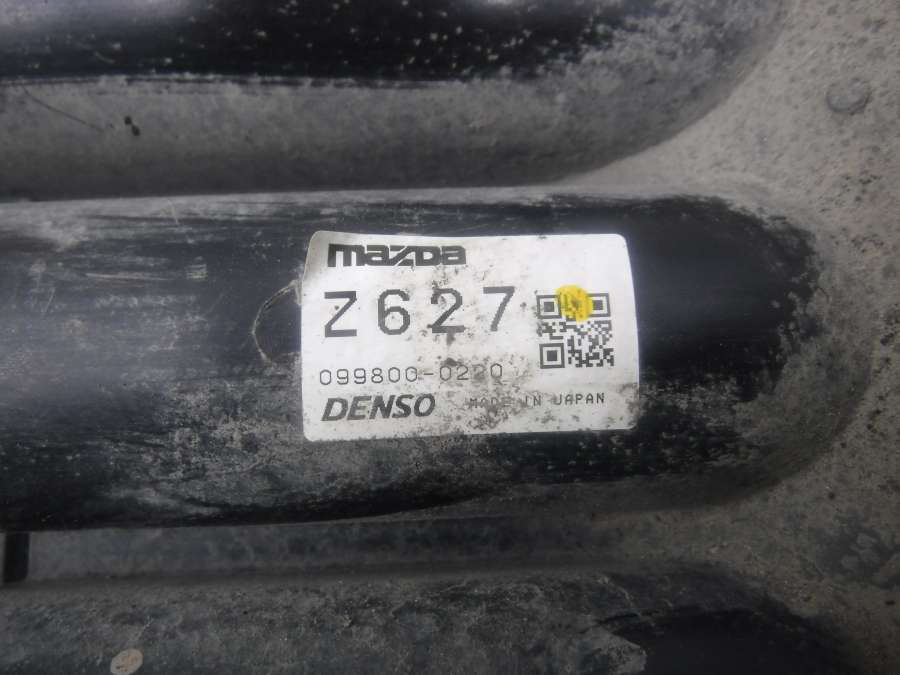 mazda
Z627
099800-0220
DENSO MADE IN JAPAN